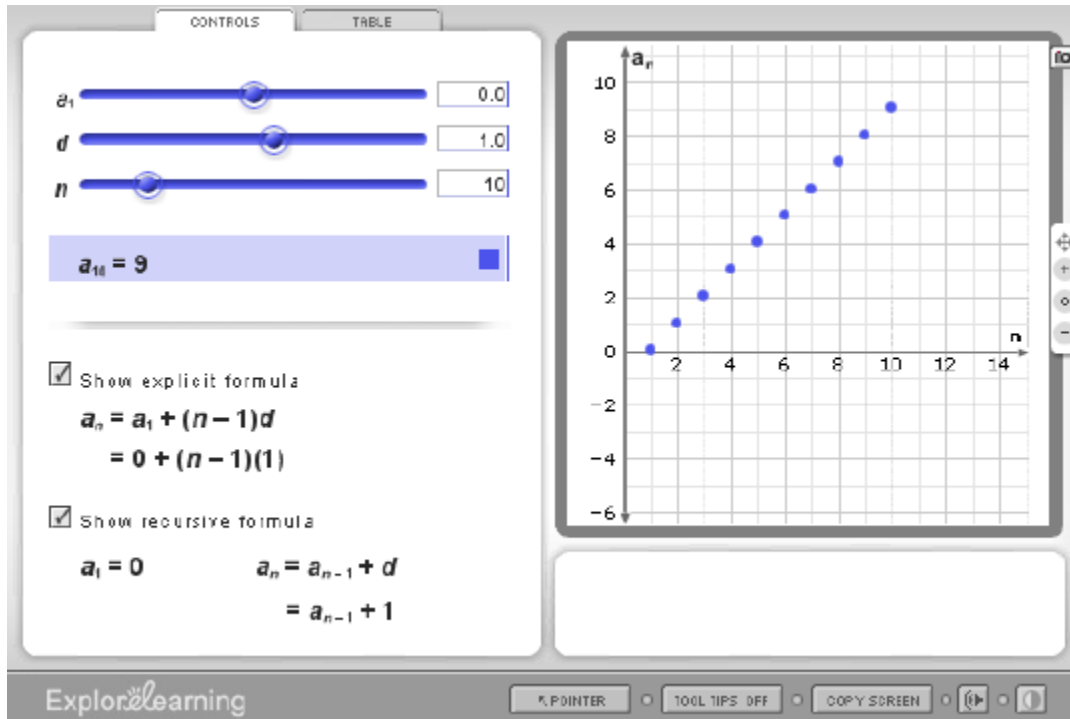 CONTROLS
TABLE
a₁ 0.0
d 1.0
n 10
a₁₀ = 9
Show explicit formula
aₙ = a₁ + (n – 1)d
= 0 + (n – 1)(1)
Show recursive formula
a₁ = 0 aₙ = aₙ₋₁ + d
= aₙ₋₁ + 1
aₙ
10
8
6
4
2
0
−2
−4
−6
n
2 4 6 8 10 12 14
ExploreLearning
POINTER
TOOL TIPS OFF
COPY SCREEN